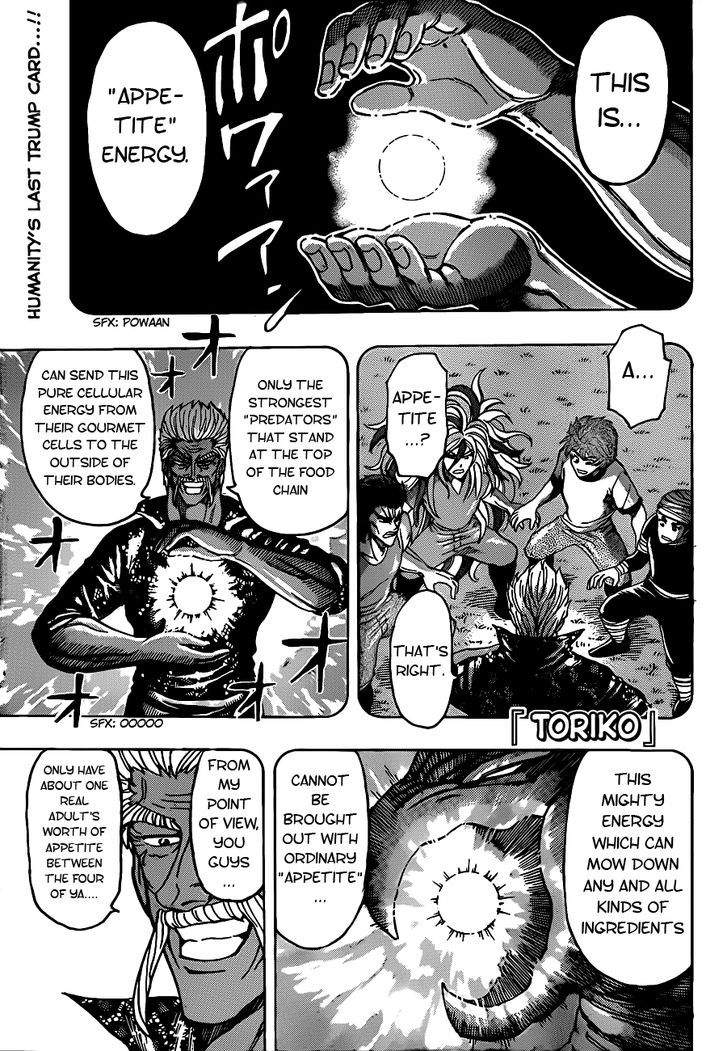 HUMANITY'S LAST TRUMP CARD...!!
THIS
IS...
"APPE-
TITE"
ENERGY.
ポワァァン
SFX: POWAAN
A...
APPE-
TITE
...?
THAT'S
RIGHT.
『TORIKO』
ONLY THE
STRONGEST
"PREDATORS"
THAT STAND
AT THE TOP
OF THE FOOD
CHAIN
CAN SEND THIS
PURE CELLULAR
ENERGY FROM
THEIR GOURMET
CELLS TO THE
OUTSIDE OF
THEIR BODIES.
オオオオオ
SFX: OOOOO
THIS
MIGHTY
ENERGY
WHICH CAN
MOW DOWN
ANY AND ALL
KINDS OF
INGREDIENTS
CANNOT
BE
BROUGHT
OUT WITH
ORDINARY
"APPETITE"
...
FROM
MY
POINT
OF VIEW,
YOU
GUYS
...
ONLY HAVE
ABOUT ONE
REAL
ADULT'S
WORTH OF
APPETITE
BETWEEN
THE FOUR
OF YA....